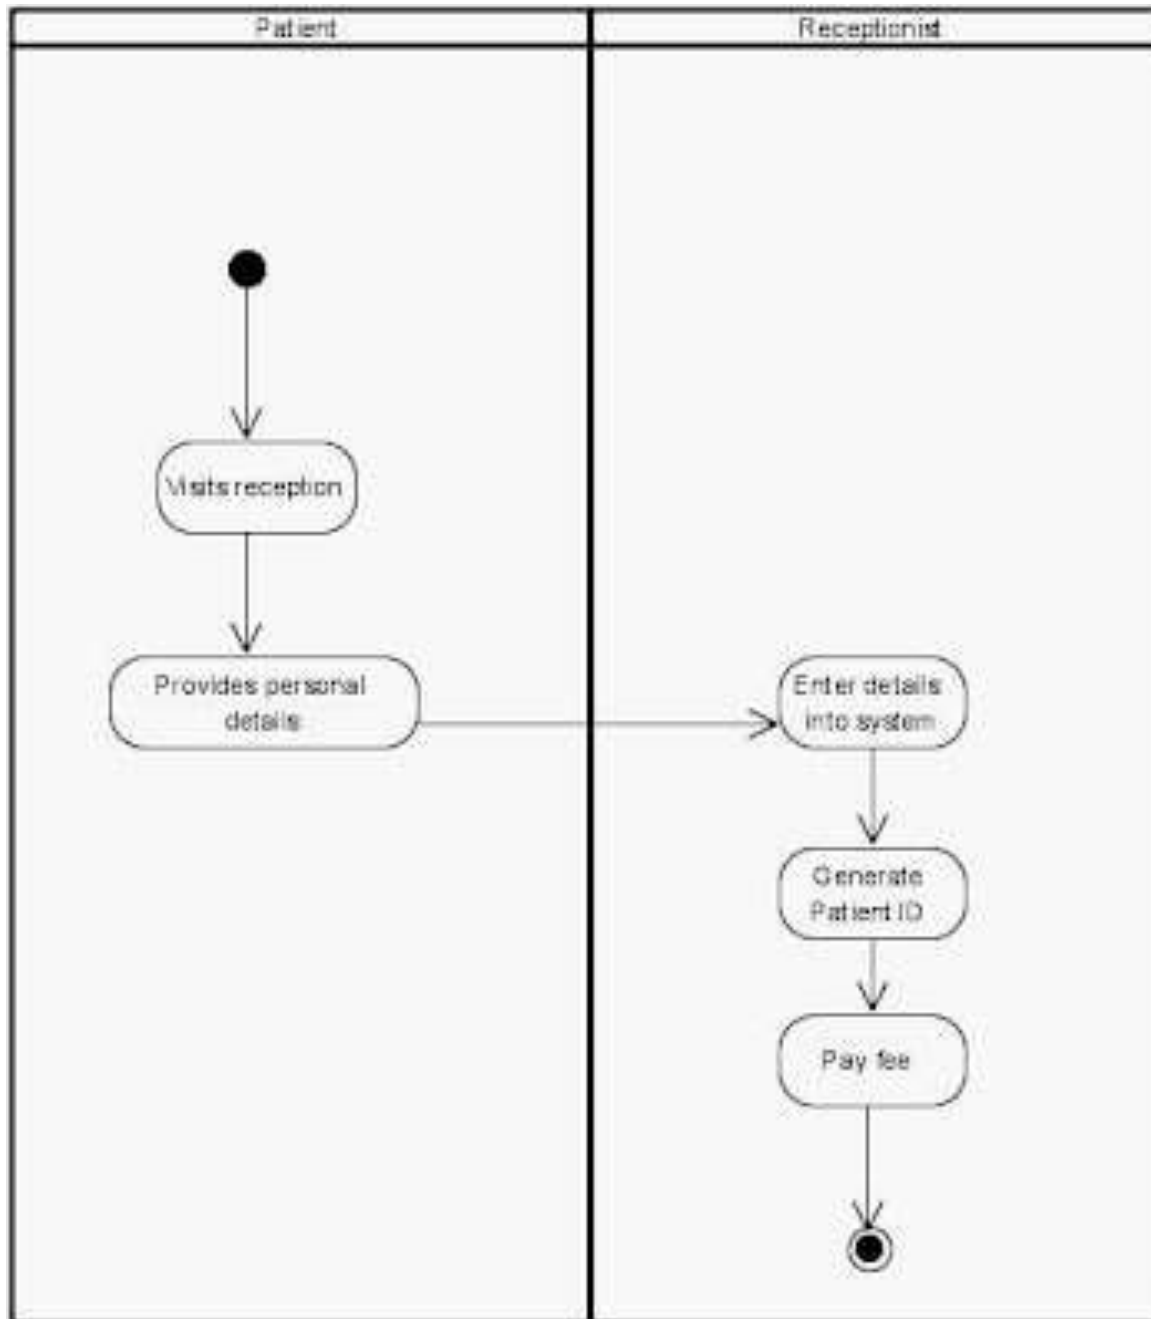 Patient
Receptionist
Visits reception
Provides personal
details
Enter details
into system
Generate
Patient ID
Pay fee